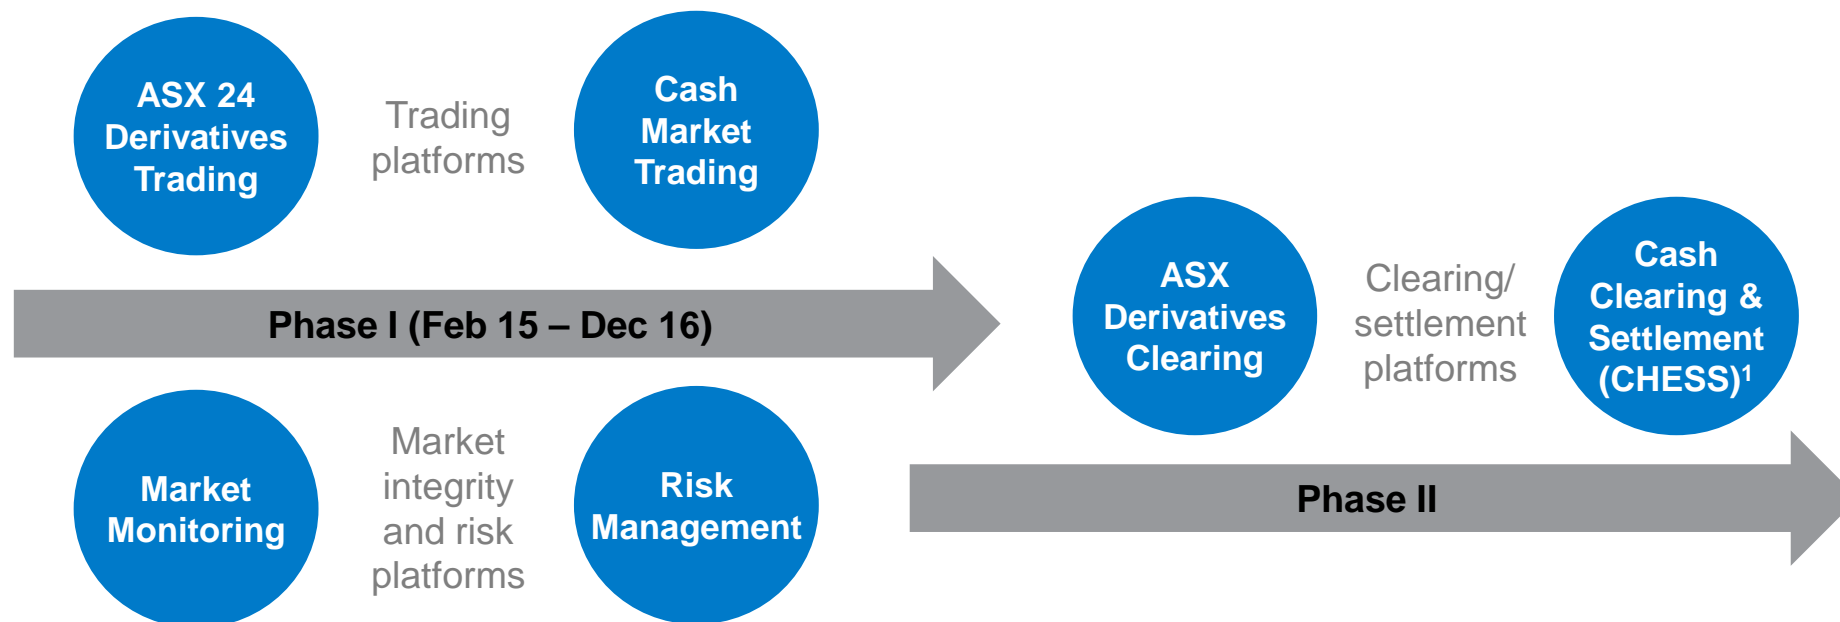 ASX 24
Derivatives
Trading
Trading
platforms
Cash
Market
Trading
Phase I (Feb 15 – Dec 16)
Market
Monitoring
Market
integrity
and risk
platforms
Risk
Management
ASX
Derivatives
Clearing
Clearing/
settlement
platforms
Cash
Clearing &
Settlement
(CHESS)¹
Phase II